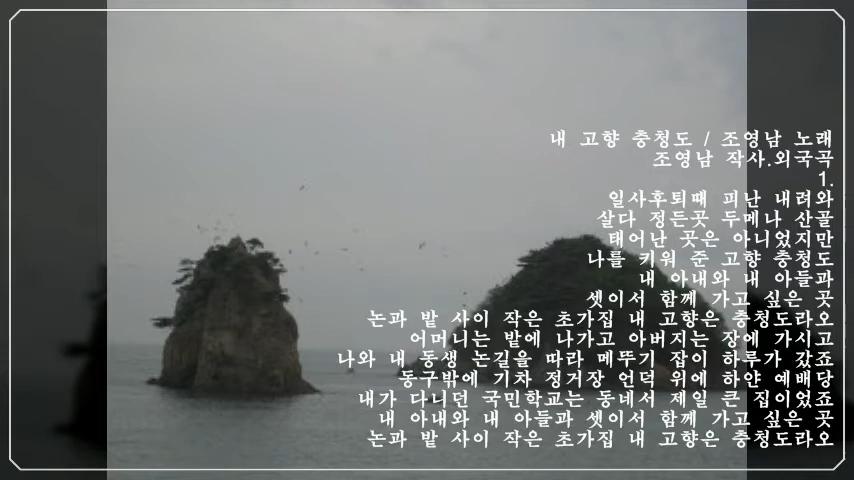 내 고향 충청도 / 조영남 노래
조영남 작사.외국곡
1.
일사후퇴때 피난 내려와
살다 정든곳 두메나 산골
태어난 곳은 아니었지만
나를 키워 준 고향 충청도
내 아내와 내 아들과
셋이서 함께 가고 싶은 곳
논과 밭 사이 작은 초가집 내 고향은 충청도라오
어머니는 밭에 나가고 아버지는 장에 가시고
나와 내 동생 논길을 따라 메뚜기 잡이 하루가 갔죠
동구밖에 기차 정거장 언덕 위에 하얀 예배당
내가 다니던 국민학교는 동네서 제일 큰 집이었죠
내 아내와 내 아들과 셋이서 함께 가고 싶은 곳
논과 밭 사이 작은 초가집 내 고향은 충청도라오